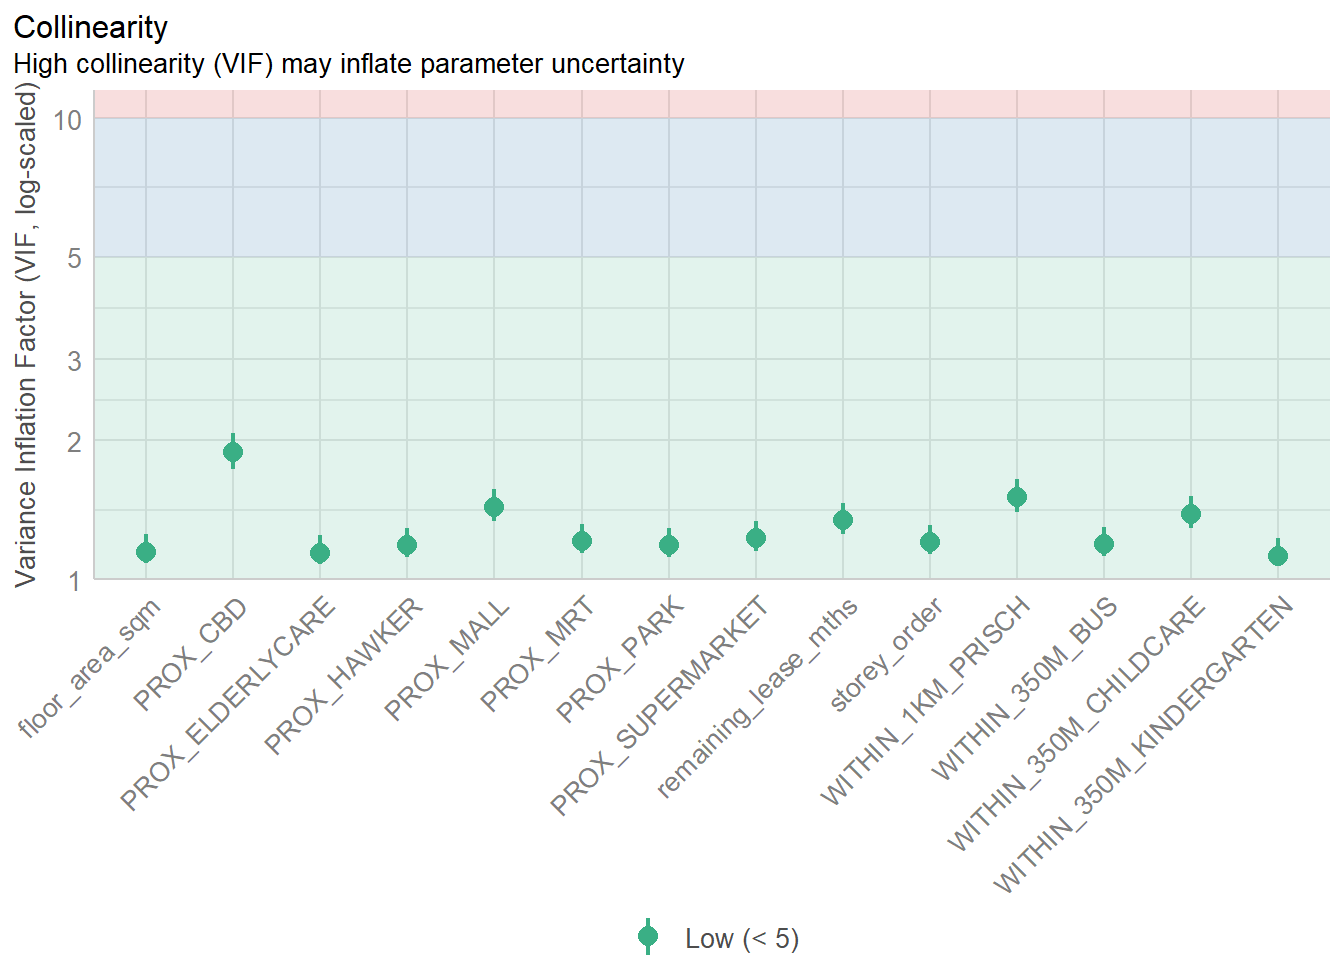 Collinearity
High collinearity (VIF) may inflate parameter uncertainty
Variance Inflation Factor (VIF, log-scaled)
10
5
3
2
1
floor_area_sqm
PROX_CBD
PROX_ELDERLYCARE
PROX_HAWKER
PROX_MALL
PROX_MRT
PROX_PARK
PROX_SUPERMARKET
remaining_lease_mths
storey_order
WITHIN_1KM_PRISCH
WITHIN_350M_BUS
WITHIN_350M_CHILDCARE
WITHIN_350M_KINDERGARTEN
Low (< 5)